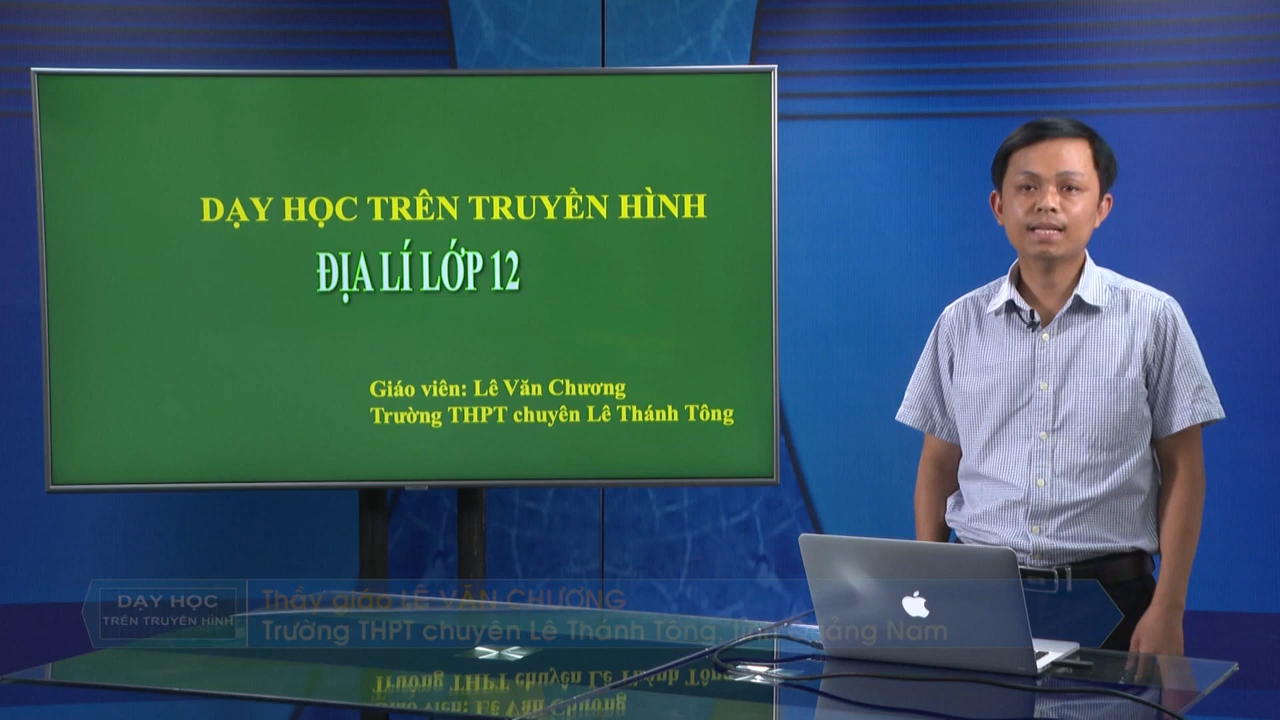 DẠY HỌC TRÊN TRUYỀN HÌNH
ĐỊA LÍ LỚP 12
Giáo viên: Lê Văn Chương
Trường THPT chuyên Lê Thánh Tông
DẠY HỌC
TRÊN TRUYỀN HÌNH
Thầy giáo LÊ VĂN CHƯƠNG
Trường THPT chuyên Lê Thánh Tông, Nam